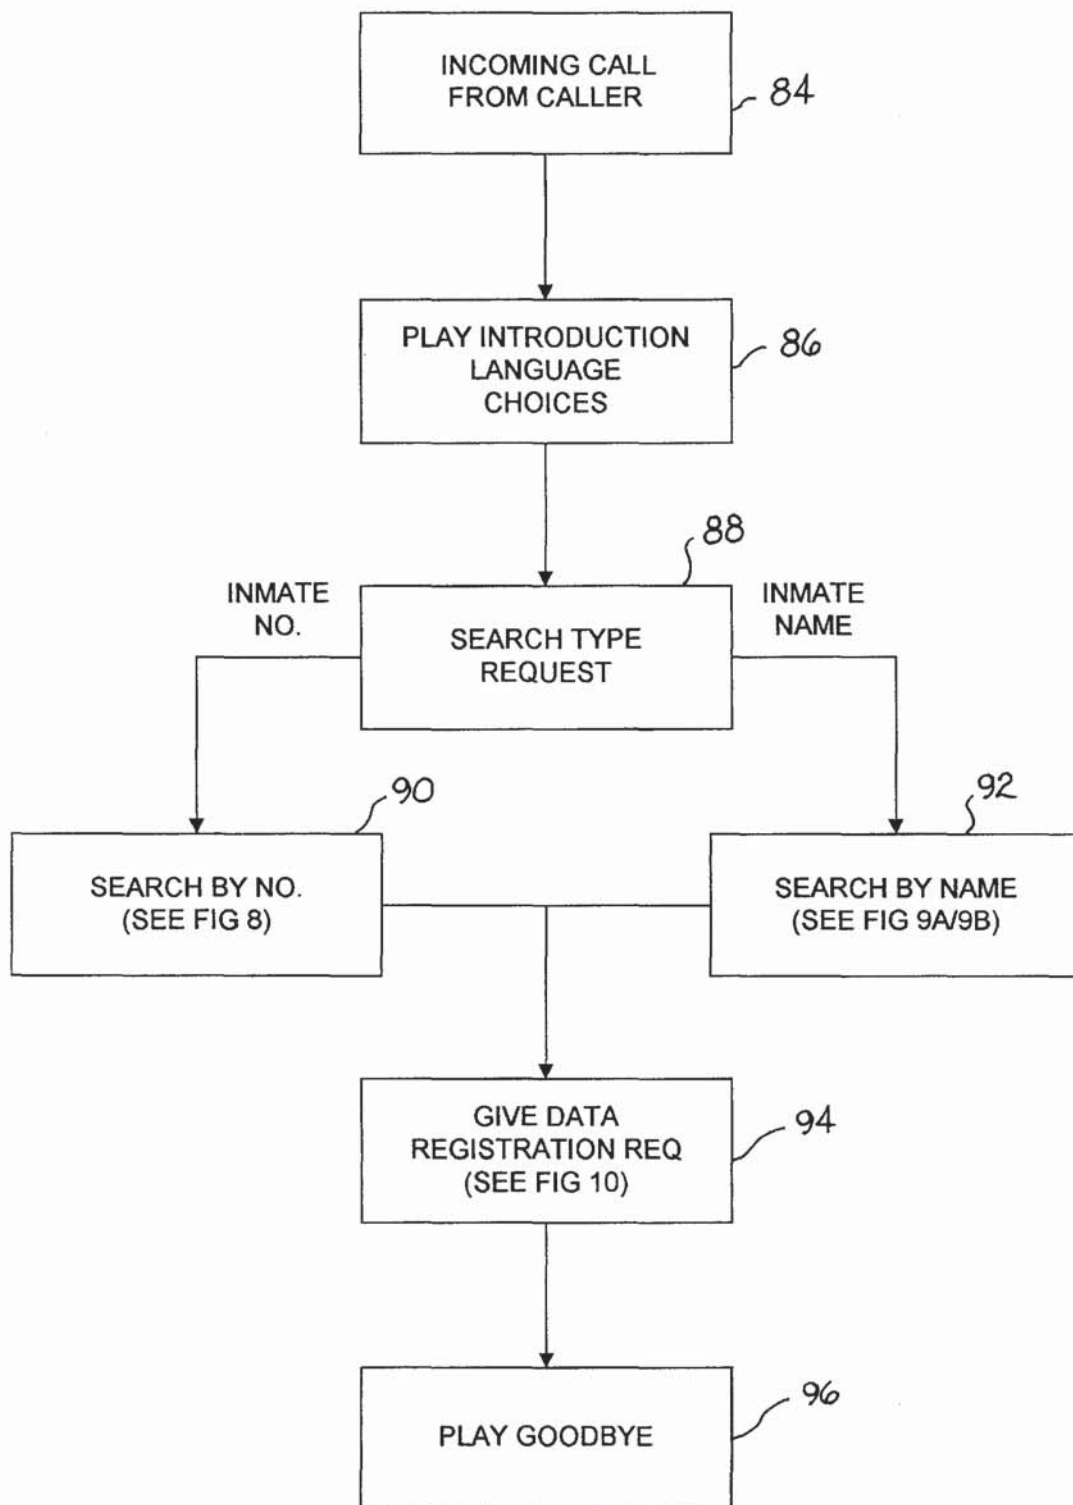 INCOMING CALL
FROM CALLER
84
PLAY INTRODUCTION
LANGUAGE
CHOICES
86
88
INMATE
NO.
SEARCH TYPE
REQUEST
INMATE
NAME
90
92
SEARCH BY NO.
(SEE FIG 8)
SEARCH BY NAME
(SEE FIG 9A/9B)
GIVE DATA
REGISTRATION REQ
(SEE FIG 10)
94
PLAY GOODBYE
96